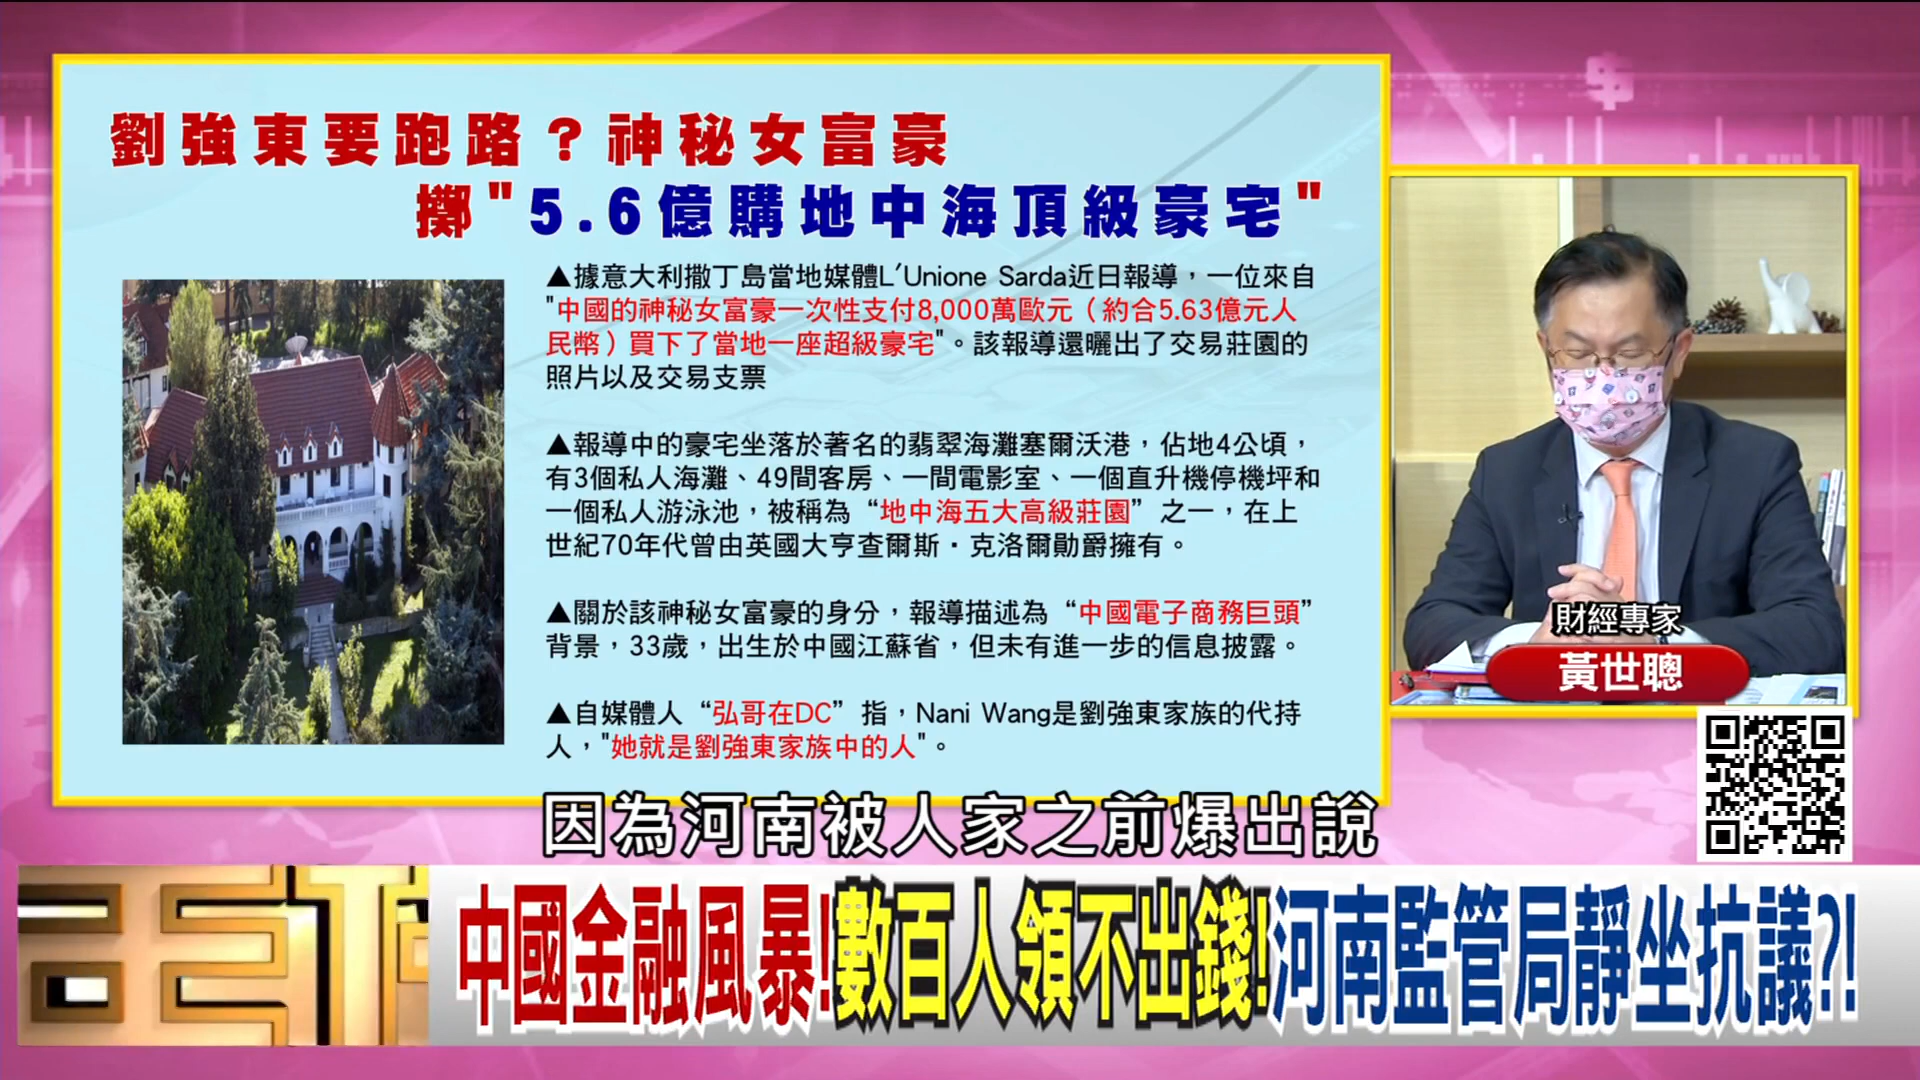 劉強東要跑路？神秘女富豪
擲"5.6億購地中海頂級豪宅"
▲據意大利撒丁島當地媒體L'Unione Sarda近日報導，一位來自
"中國的神秘女富豪一次性支付8,000萬歐元（約合5.63億元人
民幣）買下了當地一座超級豪宅"。該報導還曬出了交易莊園的
照片以及交易支票
▲報導中的豪宅坐落於著名的翡翠海灘塞爾沃港，佔地4公頃，
有3個私人海灘、49間客房、一間電影室、一個直升機停機坪和
一個私人游泳池，被稱為“地中海五大高級莊園”之一，在上
世紀70年代曾由英國大亨查爾斯·克洛爾勛爵擁有。
▲關於該神秘女富豪的身分，報導描述為“中國電子商務巨頭”
背景，33歲，出生於中國江蘇省，但未有進一步的信息披露。
▲自媒體人“弘哥在DC”指，Nani Wang是劉強東家族的代持
人，"她就是劉強東家族中的人"。
財經專家
黃世聰
因為河南被人家之前爆出說
中國金融風暴!數百人領不出錢!河南監管局靜坐抗議?!